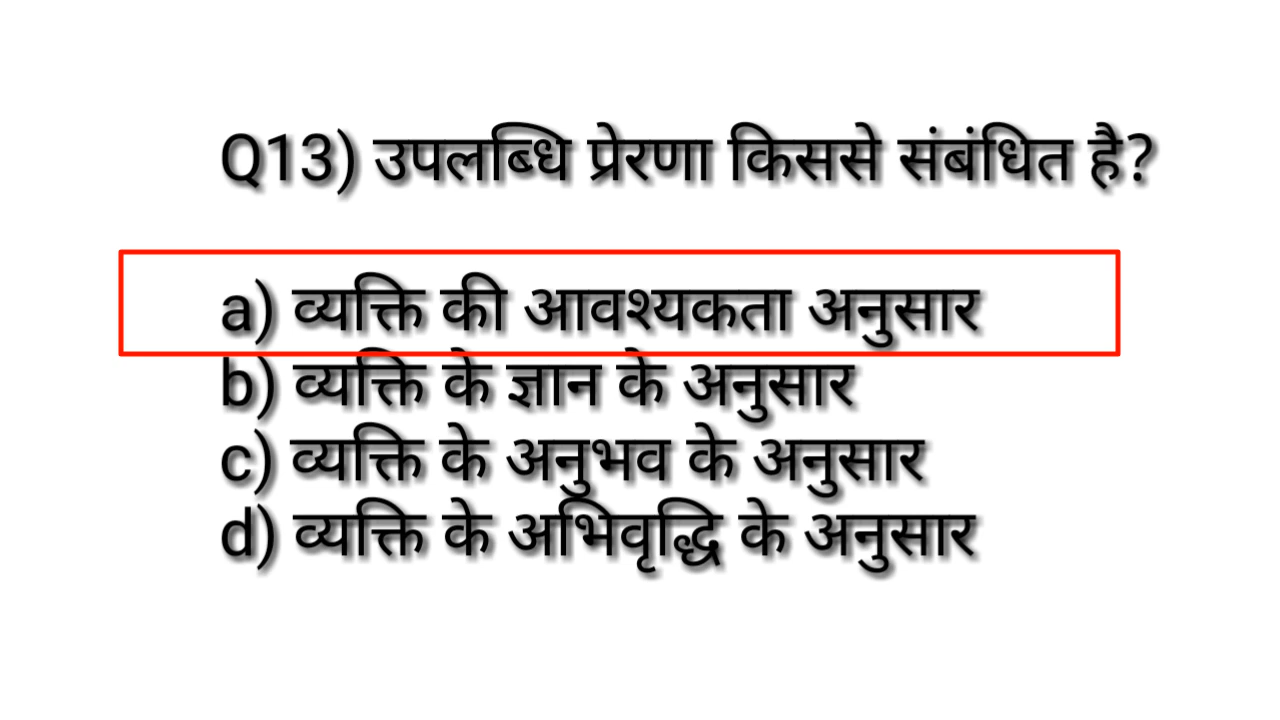 Q13) उपलब्धि प्रेरणा किससे संबंधित है?
a) व्यक्ति की आवश्यकता अनुसार
b) व्यक्ति के ज्ञान के अनुसार
c) व्यक्ति के अनुभव के अनुसार
d) व्यक्ति के अभिवृद्धि के अनुसार